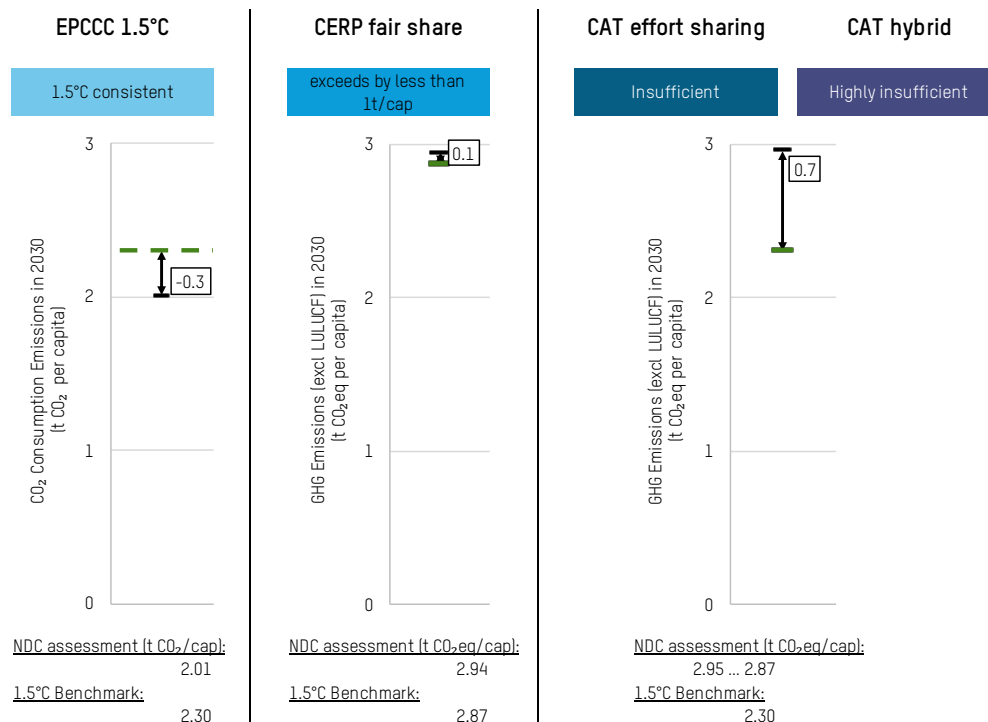 EPCCC 1.5°C
1.5°C consistent
3
2
1
0
CO₂ Consumption Emissions in 2030
(t CO₂ per capita)
-0.3
NDC assessment (t CO₂/cap):
2.01
1.5°C Benchmark:
2.30
CERP fair share
exceeds by less than
1t/cap
3
2
1
0
GHG Emissions (excl LULUCF) in 2030
(t CO₂eq per capita)
0.1
NDC assessment (t CO₂eq/cap):
2.94
1.5°C Benchmark:
2.87
CAT effort sharing
CAT hybrid
Insufficient
Highly insufficient
3
2
1
0
GHG Emissions (excl LULUCF) in 2030
(t CO₂eq per capita)
0.7
NDC assessment (t CO₂eq/cap):
2.95 ... 2.87
1.5°C Benchmark:
2.30